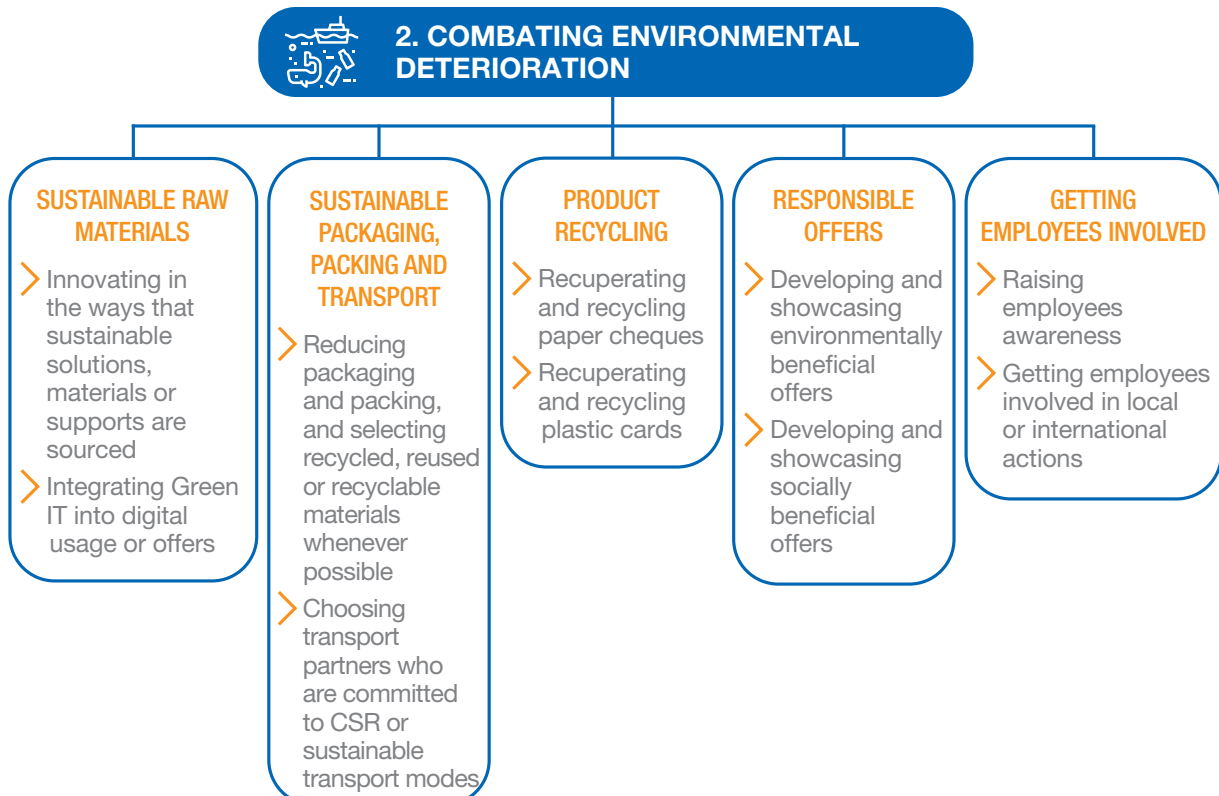 2. COMBATING ENVIRONMENTAL
DETERIORATION
SUSTAINABLE RAW
MATERIALS
Innovating in
the ways that
sustainable
solutions,
materials or
supports are
sourced
Integrating Green
IT into digital
usage or offers
SUSTAINABLE
PACKAGING,
PACKING AND
TRANSPORT
Reducing
packaging
and packing,
and selecting
recycled, reused
or recyclable
materials
whenever
possible
Choosing
transport
partners who
are committed
to CSR or
sustainable
transport modes
PRODUCT
RECYCLING
Recuperating
and recycling
paper cheques
Recuperating
and recycling
plastic cards
RESPONSIBLE
OFFERS
Developing and
showcasing
environmentally
beneficial
offers
Developing and
showcasing
socially
beneficial
offers
GETTING
EMPLOYEES INVOLVED
Raising
employees
awareness
Getting employees
involved in local
or international
actions